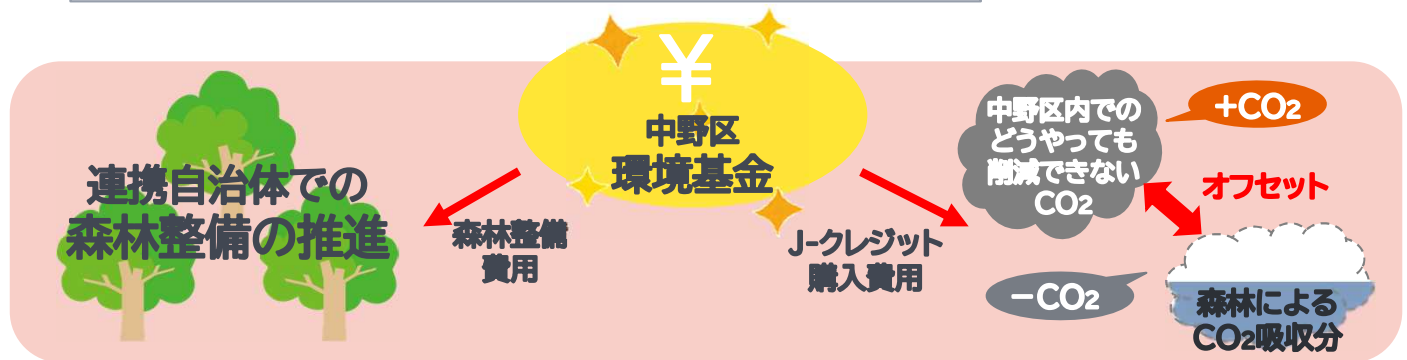 ¥
中野区
環境基金
連携自治体での
森林整備の推進
森林整備
費用
J-クレジット
購入費用
中野区内での
どうやっても
削減できない
CO2
+CO2
オフセット
-CO2
森林による
CO2吸収分